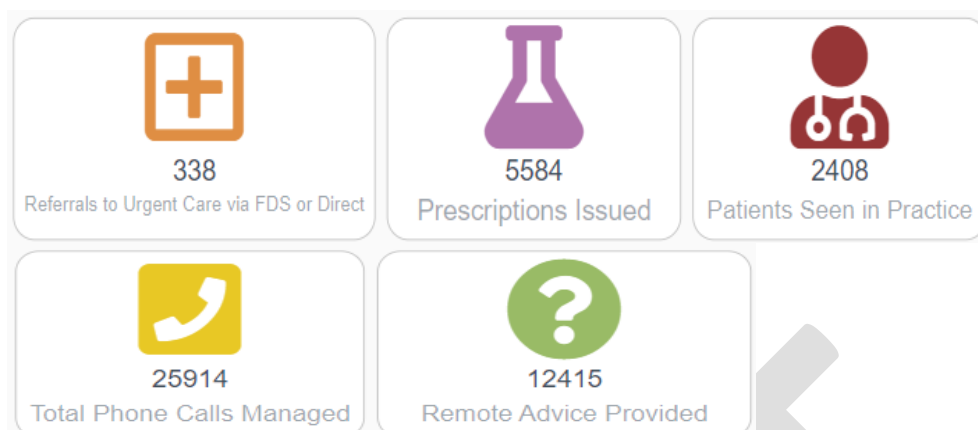 338
Referrals to Urgent Care via FDS or Direct
5584
Prescriptions Issued
2408
Patients Seen in Practice
25914
Total Phone Calls Managed
12415
Remote Advice Provided